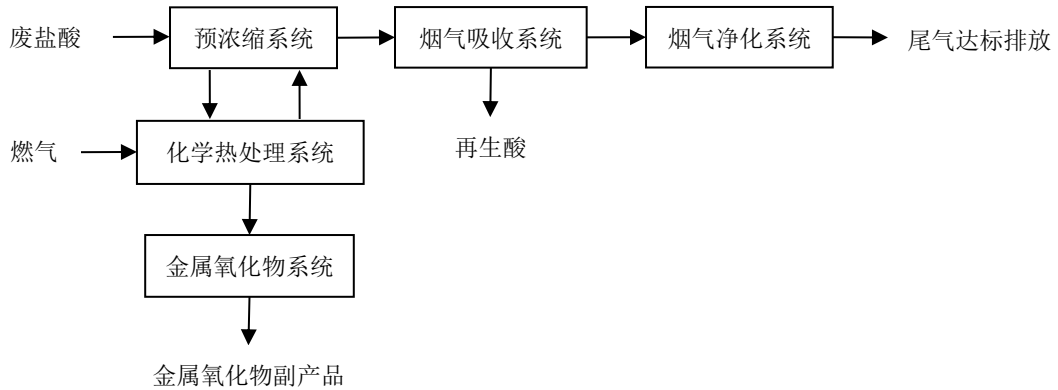 废盐酸
预浓缩系统
烟气吸收系统
烟气净化系统
尾气达标排放
燃气
化学热处理系统
再生酸
金属氧化物系统
金属氧化物副产品